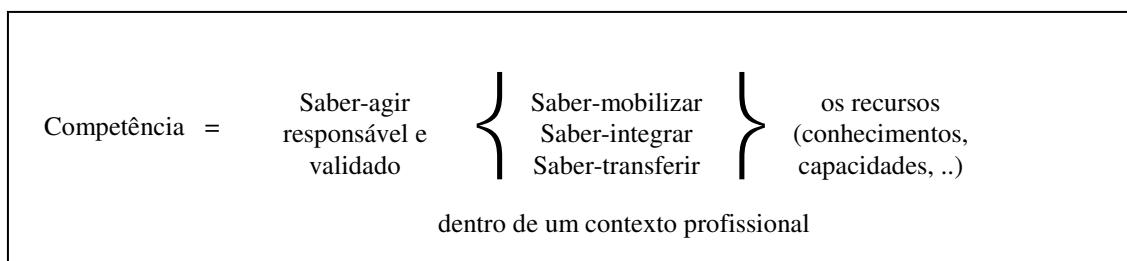 Competência =
Saber-agir
responsável e
validado
Saber-mobilizar
Saber-integrar
Saber-transferir
os recursos
(conhecimentos,
capacidades, ..)
dentro de um contexto profissional